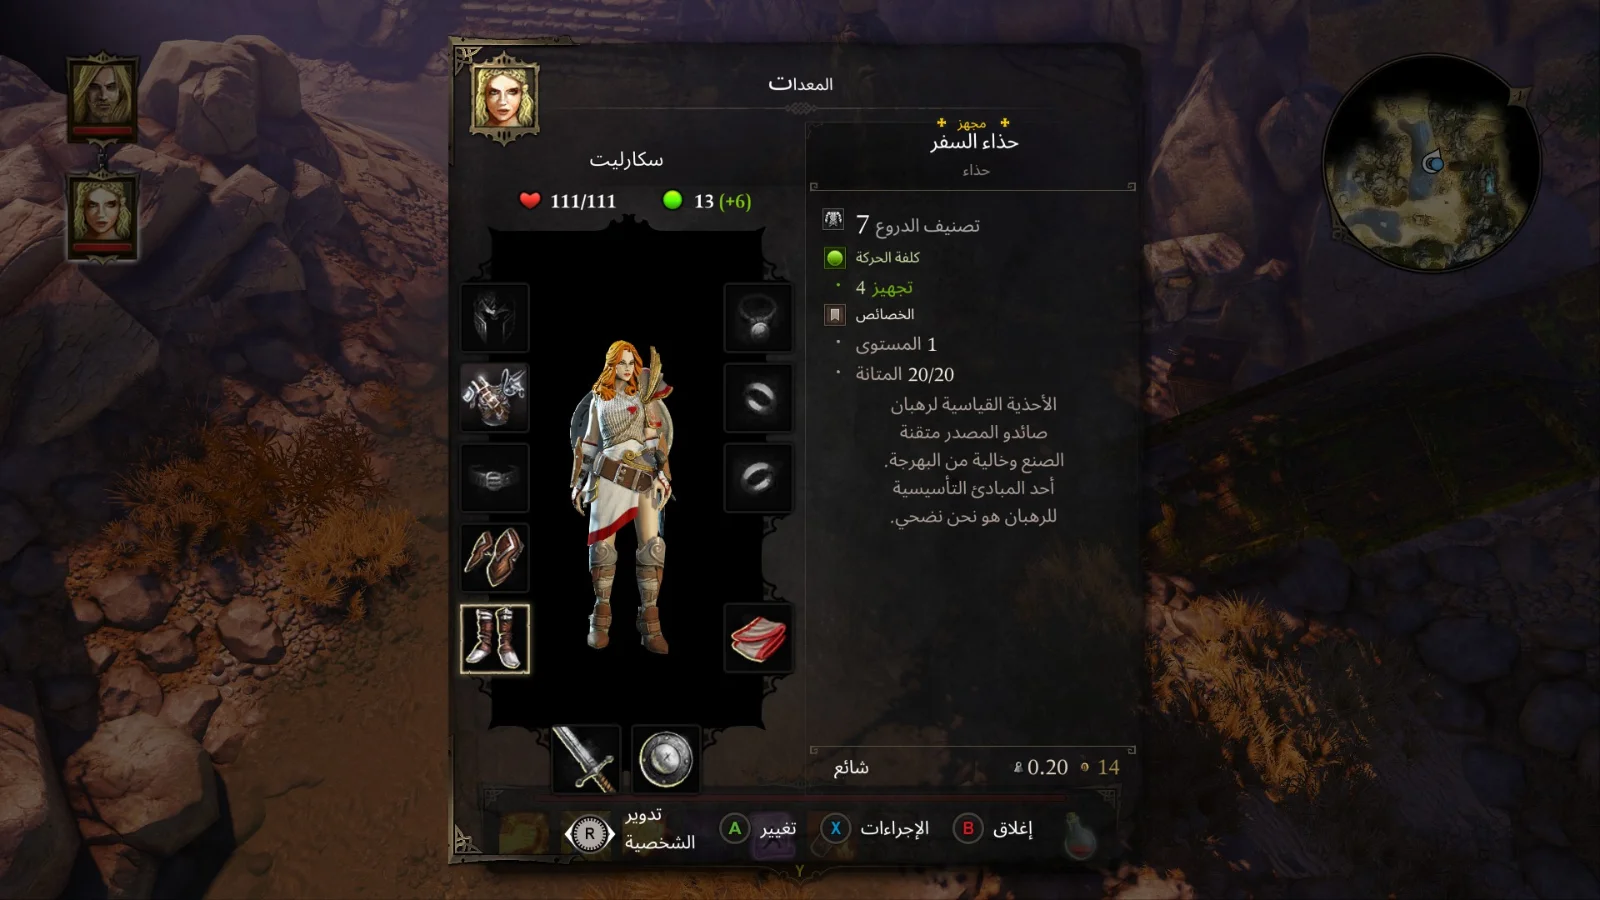 المعدات
سكارليت
111/111
13 (+6)
مجهز
حذاء السفر
حذاء
7 تصنيف الدروع
كلفة الحركة
4 تجهيز
الخصائص
المستوى 1
المتانة 20/20
الأحذية القياسية لرهبان
صائدو المصدر متقنة
الصنع وخالية من البهرجة.
أحد المبادئ التأسيسية
للرهبان هو نحن نضحي.
شائع
0.20
14
R
تدوير
الشخصية
A تغيير
X الإجراءات
B إغلاق
Y